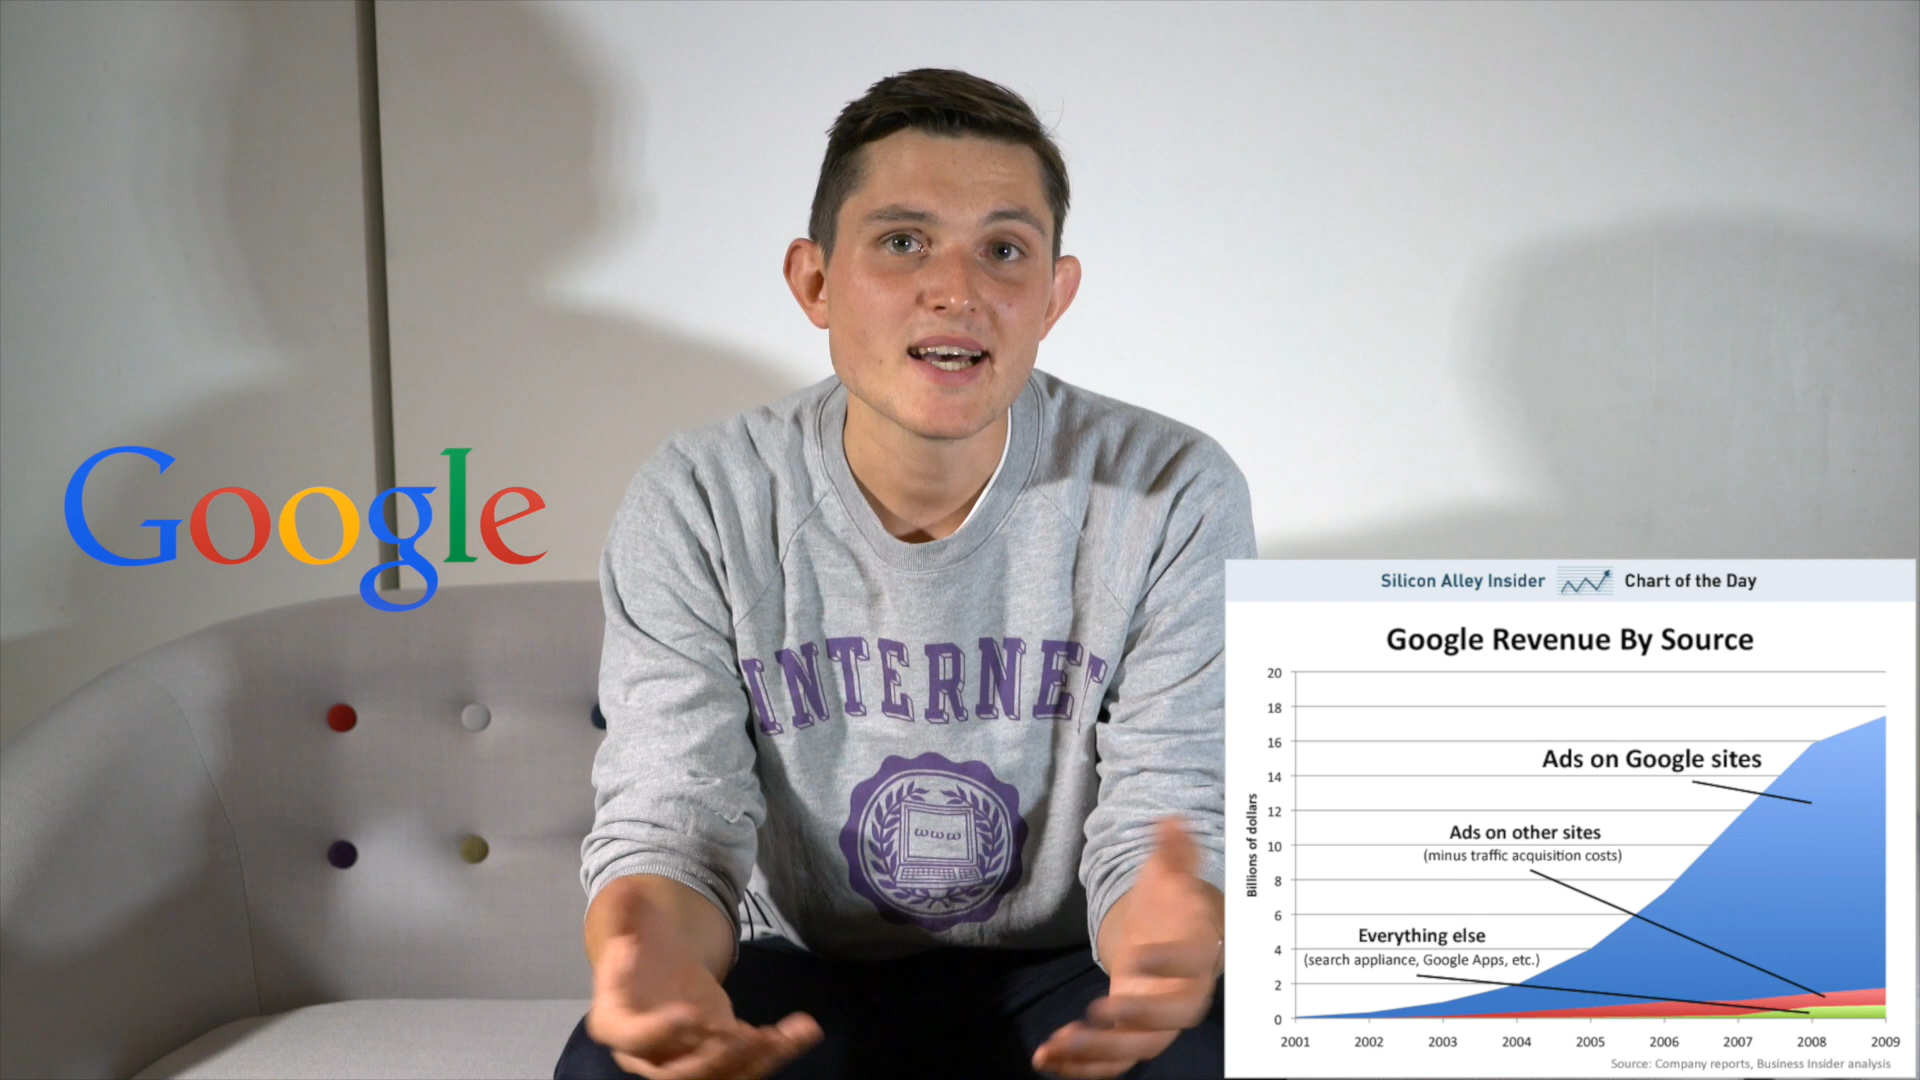 Google
INTERNET
www
Silicon Alley Insider Chart of the Day
Google Revenue By Source
20
18
16
14
12
10
8
6
4
2
0
Billions of dollars
Ads on Google sites
Ads on other sites
(minus traffic acquisition costs)
Everything else
(search appliance, Google Apps, etc.)
2001 2002 2003 2004 2005 2006 2007 2008 2009
Source: Company reports, Business Insider analysis